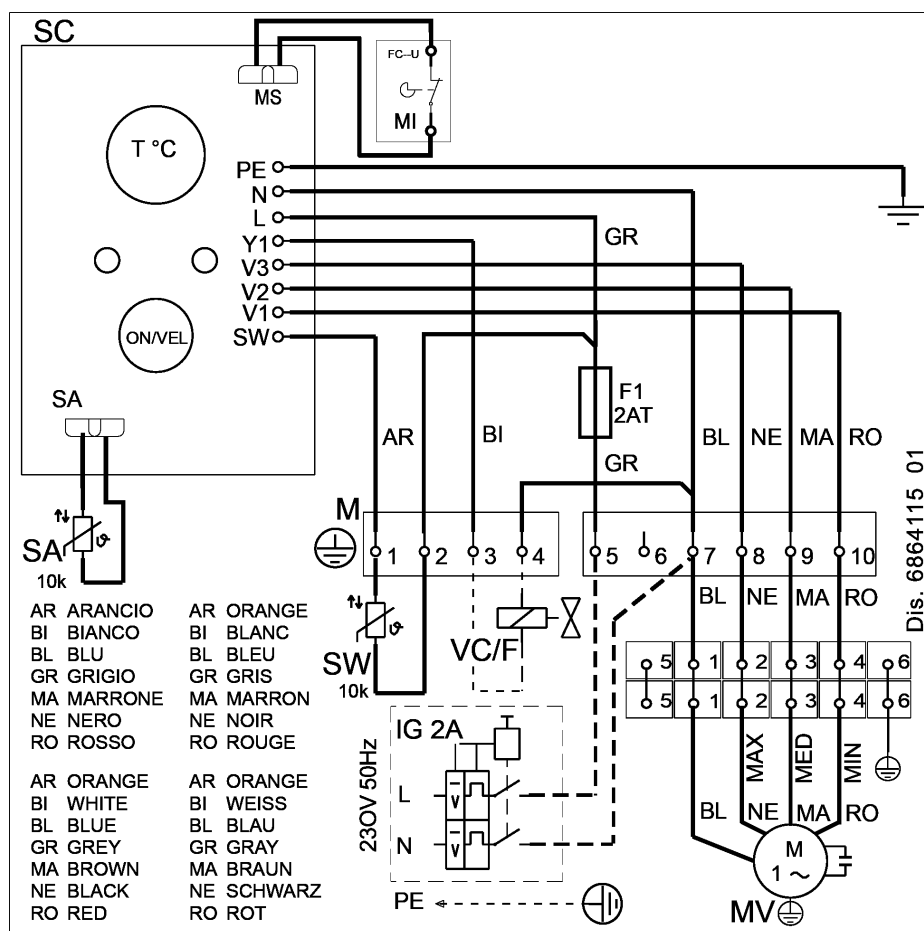 SC
MS
FC--U
MI
T °C
ON/VEL
PE
N
L
Y1
V3
V2
V1
SW
GR
SA
F1
2AT
AR
BI
BL
NE
MA
RO
GR
M
1
2
3
4
5
6
7
8
9
10
SA
10k
SW
10k
VC/F
BL
NE
MA
RO
5
1
2
3
4
6
5
1
2
3
4
6
MAX
MED
MIN
BL
NE
MA
RO
M
1 ~
MV
AR ARANCIO
BI BIANCO
BL BLU
GR GRIGIO
MA MARRONE
NE NERO
RO ROSSO
AR ORANGE
BI BLANC
BL BLEU
GR GRIS
MA MARRON
NE NOIR
RO ROUGE
AR ORANGE
BI WHITE
BL BLUE
GR GREY
MA BROWN
NE BLACK
RO RED
AR ORANGE
BI WEISS
BL BLAU
GR GRAY
MA BRAUN
NE SCHWARZ
RO ROT
IG 2A
23OV 50Hz
L
N
V
V
PE
Dis. 6864115 01